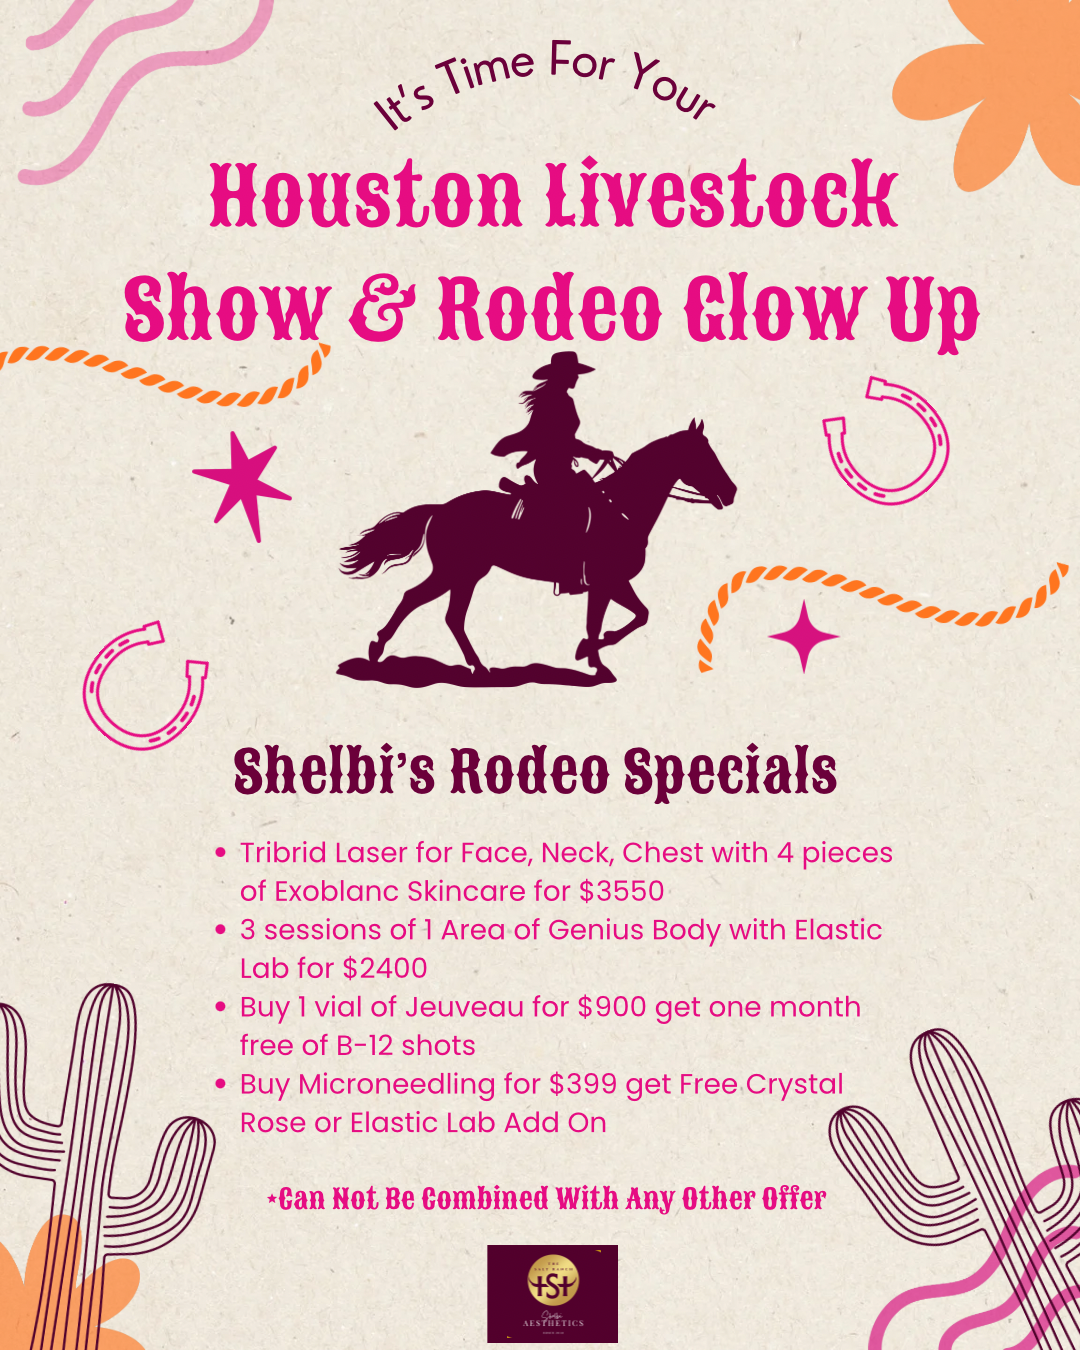 It's Time For Your
Houston Livestock
Show & Rodeo Glow Up
Shelbi's Rodeo Specials
• Tribrid Laser for Face, Neck, Chest with 4 pieces
of Exoblanc Skincare for $3550
• 3 sessions of 1 Area of Genius Body with Elastic
Lab for $2400
• Buy 1 vial of Jeuveau for $900 get one month
free of B-12 shots
• Buy Microneedling for $399 get Free Crystal
Rose or Elastic Lab Add On
*Can Not Be Combined With Any Other Offer
THE
SALT RANCH
Shelbi
AESTHETICS